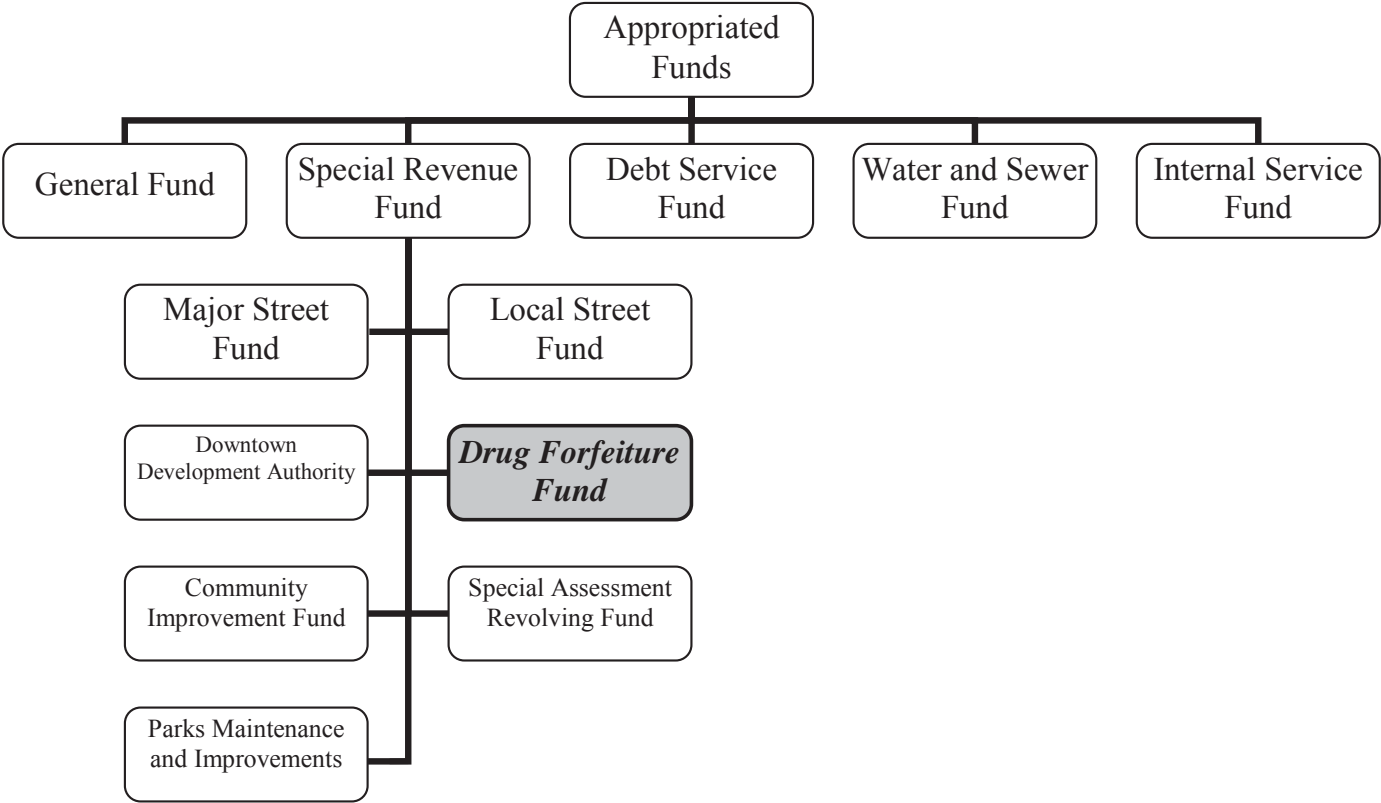 Appropriated
Funds
General Fund
Special Revenue
Fund
Debt Service
Fund
Water and Sewer
Fund
Internal Service
Fund
Major Street
Fund
Local Street
Fund
Downtown
Development Authority
Drug Forfeiture
Fund
Community
Improvement Fund
Special Assessment
Revolving Fund
Parks Maintenance
and Improvements